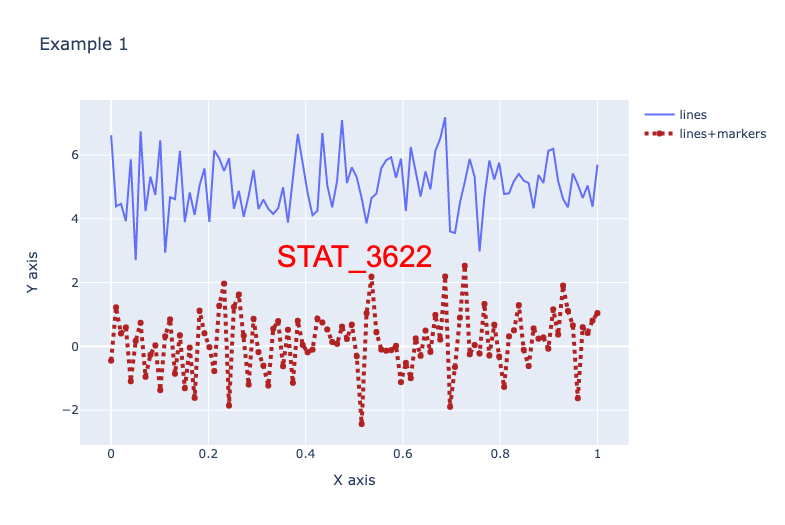 Example 1
lines
lines+markers
STAT_3622
Y axis
6
4
2
0
−2
0
0.2
0.4
0.6
0.8
1
X axis